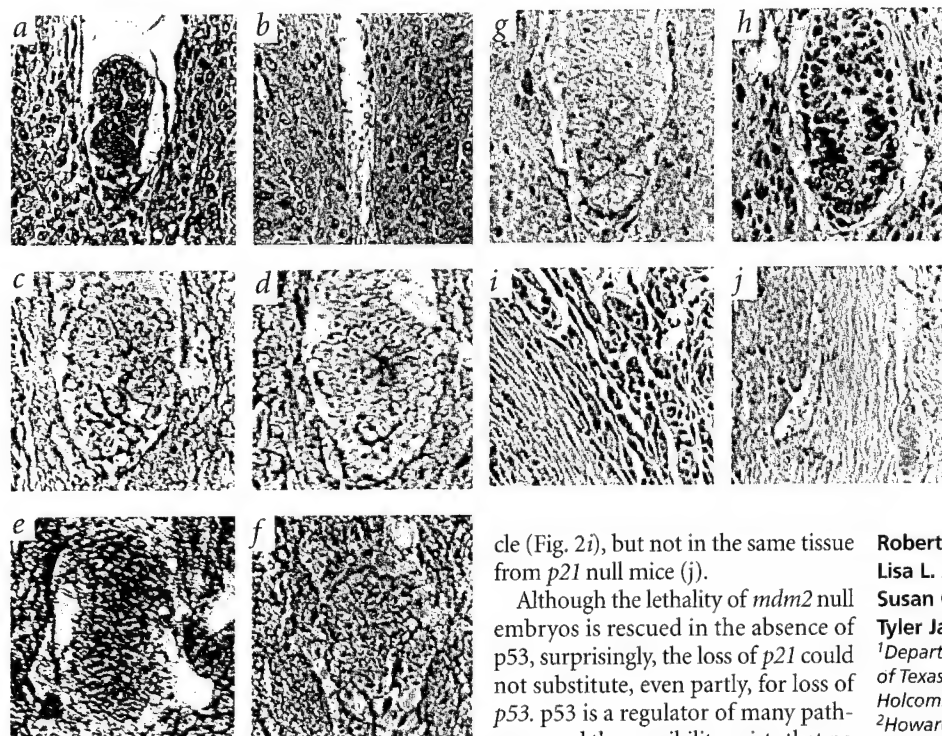 a
b
g
h
c
d
i
j
e
f
cle (Fig. 2i), but not in the same tissue
from p21 null mice (j).
Although the lethality of mdm2 null
embryos is rescued in the absence of
p53, surprisingly, the loss of p21 could
not substitute, even partly, for loss of
p53. p53 is a regulator of many path-
Robert
Lisa L.
Susan
Tyler Ja
¹Depart
of Texas
Holcom
²Howar